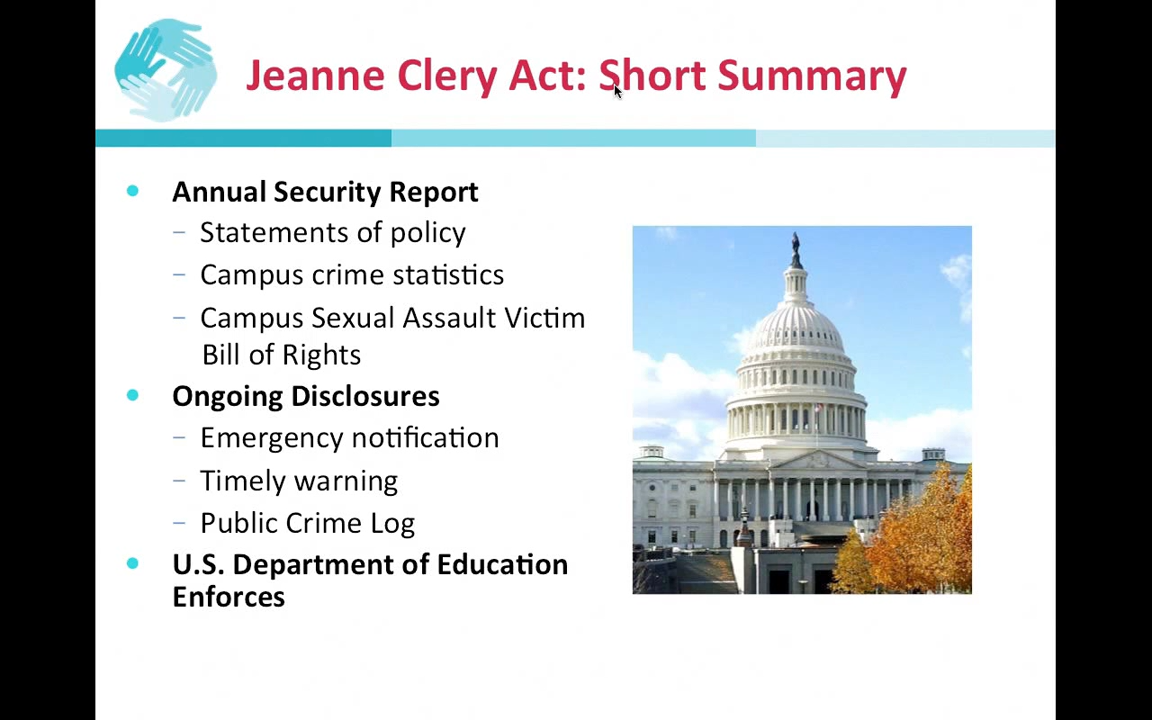 Jeanne Clery Act: Short Summary
• Annual Security Report
– Statements of policy
– Campus crime statistics
– Campus Sexual Assault Victim
Bill of Rights
• Ongoing Disclosures
– Emergency notification
– Timely warning
– Public Crime Log
• U.S. Department of Education
Enforces